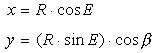 x = R · cos E
y = (R · sin E) · cos β